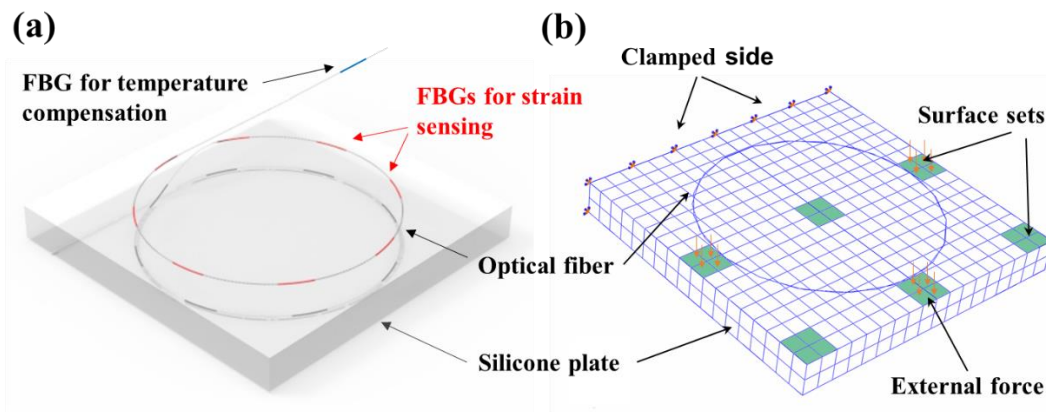 (a)
FBG for temperature
compensation
FBGs for strain
sensing
(b)
Clamped side
Surface sets
Optical fiber
Silicone plate
External force